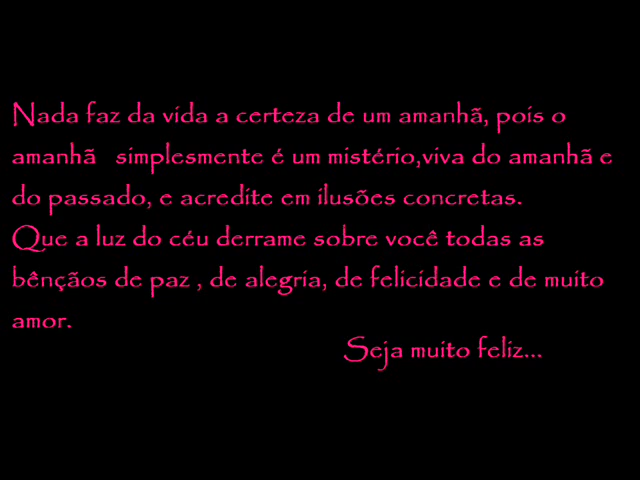 Nada faz da vida a certeza de um amanhã, pois o
amanhã simplesmente é um mistério,viva do amanhã e
do passado, e acredite em ilusões concretas.
Que a luz do céu derrame sobre você todas as
bênçãos de paz , de alegria, de felicidade e de muito
amor.
Seja muito feliz...